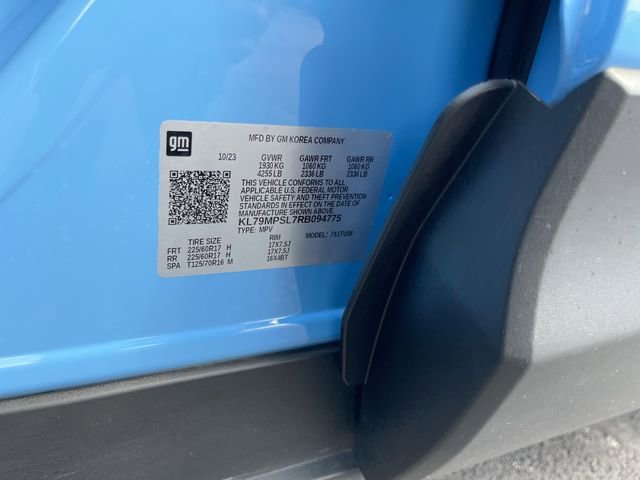 gm
MFD BY GM KOREA COMPANY
10/23 GVWR GAWR FRT GAWR RR
1930 KG 1060 KG 1060 KG
4255 LB 2336 LB 2336 LB
THIS VEHICLE CONFORMS TO ALL
APPLICABLE U.S. FEDERAL MOTOR
VEHICLE SAFETY AND THEFT PREVENTION
STANDARDS IN EFFECT ON THE DATE OF
MANUFACTURE SHOWN ABOVE.
KL79MPSL7RB094775
TYPE: MPV MODEL: 7S1TU56
TIRE SIZE RIM
FRT 225/60R17 H 17X7.5J
RR 225/60R17 H 17X7.5J
SPA T125/70R16 M 16X4BT